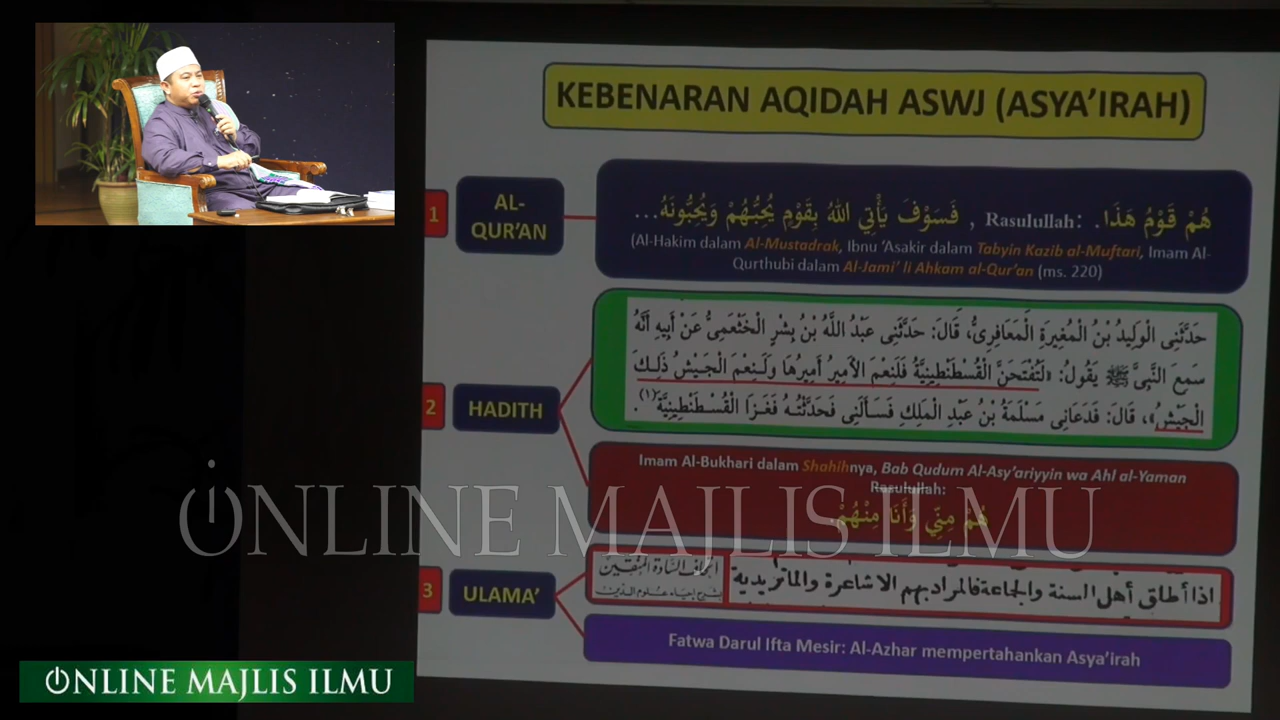 KEBENARAN AQIDAH ASWJ (ASYA'IRAH)
1
AL-
QUR'AN
فَسَوْفَ يَأْتِي اللهُ بِقَوْمٍ يُحِبُّهُمْ وَيُحِبُّونَهُ... , Rasulullah: هُمْ قَوْمُ هَذَا.
(Al-Hakim dalam Al-Mustadrak, Ibnu 'Asakir dalam Tabyin Kazib al-Muftari, Imam Al-
Qurthubi dalam Al-Jami' li Ahkam al-Qur'an (ms. 220)
2
HADITH
حَدَّثَنِى الْوَلِيدُ بْنُ الْمُغِيرَةِ الْمَعَافِرِىُّ، قَالَ: حَدَّثَنِى عَبْدُ اللَّهِ بْنُ بِشْرٍ الْخَثْعَمِىُّ عَنْ أَبِيهِ أَنَّهُ
سَمِعَ النَّبِىَّ ﷺ يَقُولُ: «لَتُفْتَحَنَّ الْقُسْطَنْطِينِيَّةُ فَلَنِعْمَ الأَمِيرُ أَمِيرُهَا وَلَنِعْمَ الْجَيْشُ ذَلِكَ
الْجَيْشُ»، قَالَ: فَدَعَانِى مَسْلَمَةُ بْنُ عَبْدِ الْمَلِكِ فَسَأَلَنِى فَحَدَّثْتُهُ فَغَزَا الْقُسْطَنْطِينِيَّةَ(١).
Imam Al-Bukhari dalam Shahihnya, Bab Qudum Al-Asy'ariyyin wa Ahl al-Yaman
Rasulullah:
هُمْ مِنِّي وَأَنَا مِنْهُمْ.
ONLINE MAJLIS ILMU
3
ULAMA'
اتحاف السادة المتقين
بشرح إحياء علوم الدين
اذا أطلق أهل السنة والجماعة فالمراد بهم الاشاعرة والماتريدية
Fatwa Darul Ifta Mesir: Al-Azhar mempertahankan Asya'irah
ONLINE MAJLIS ILMU